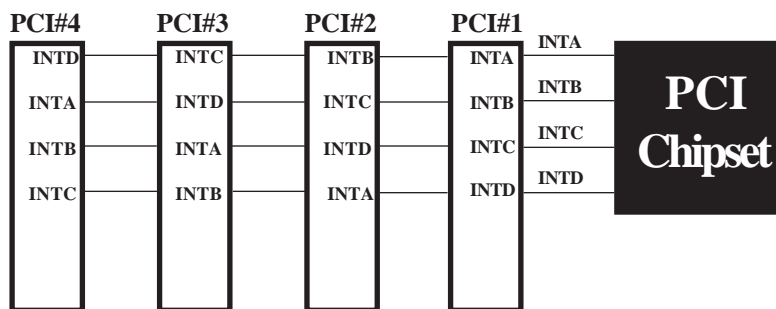 PCI#4 PCI#3 PCI#2 PCI#1
INTD INTC INTB INTA INTA
INTA INTD INTC INTB INTB
INTB INTA INTD INTC INTC
INTC INTB INTA INTD INTD
PCI
Chipset